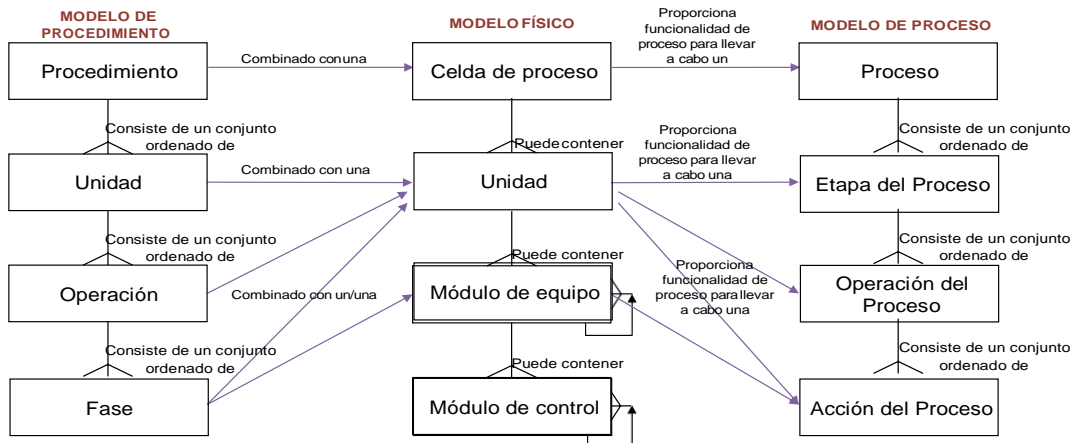 MODELO DE
PROCEDIMIENTO
MODELO FÍSICO
Proporciona
funcionalidad de
proceso para llevar
a cabo un
MODELO DE PROCESO
Procedimiento
Combinado con una
Celda de proceso
Proceso
Consiste de un conjunto
ordenado de
Puede contener
Proporciona
funcionalidad de
proceso para llevar
a cabo una
Consiste de un conjunto
ordenado de
Unidad
Combinado con una
Unidad
Etapa del Proceso
Consiste de un conjunto
ordenado de
Puede contener
Consiste de un conjunto
ordenado de
Operación
Combinado con un/una
Módulo de equipo
Proporciona
funcionalidad de
proceso para llevar
a cabo una
Operación del
Proceso
Consiste de un conjunto
ordenado de
Puede contener
Consiste de un conjunto
ordenado de
Fase
Módulo de control
Acción del Proceso